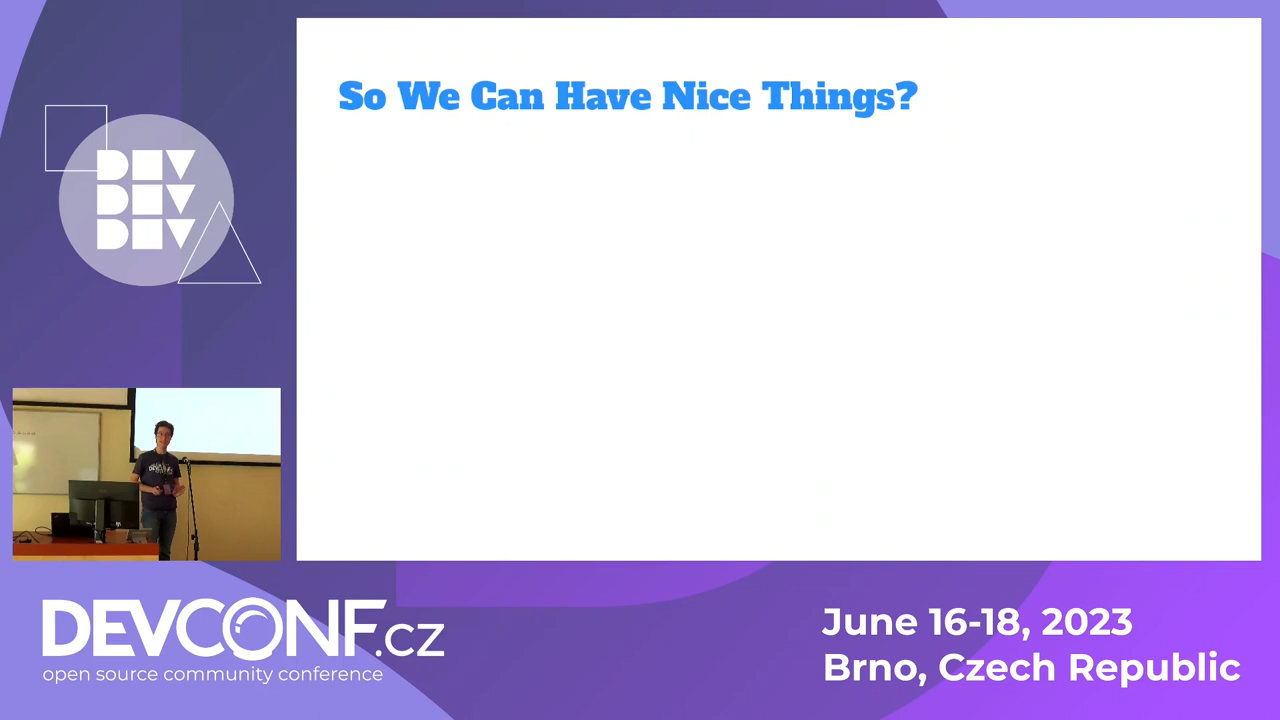 So We Can Have Nice Things?
DEV
DEV
DEV
DEVCONF.cz
open source community conference
June 16-18, 2023
Brno, Czech Republic